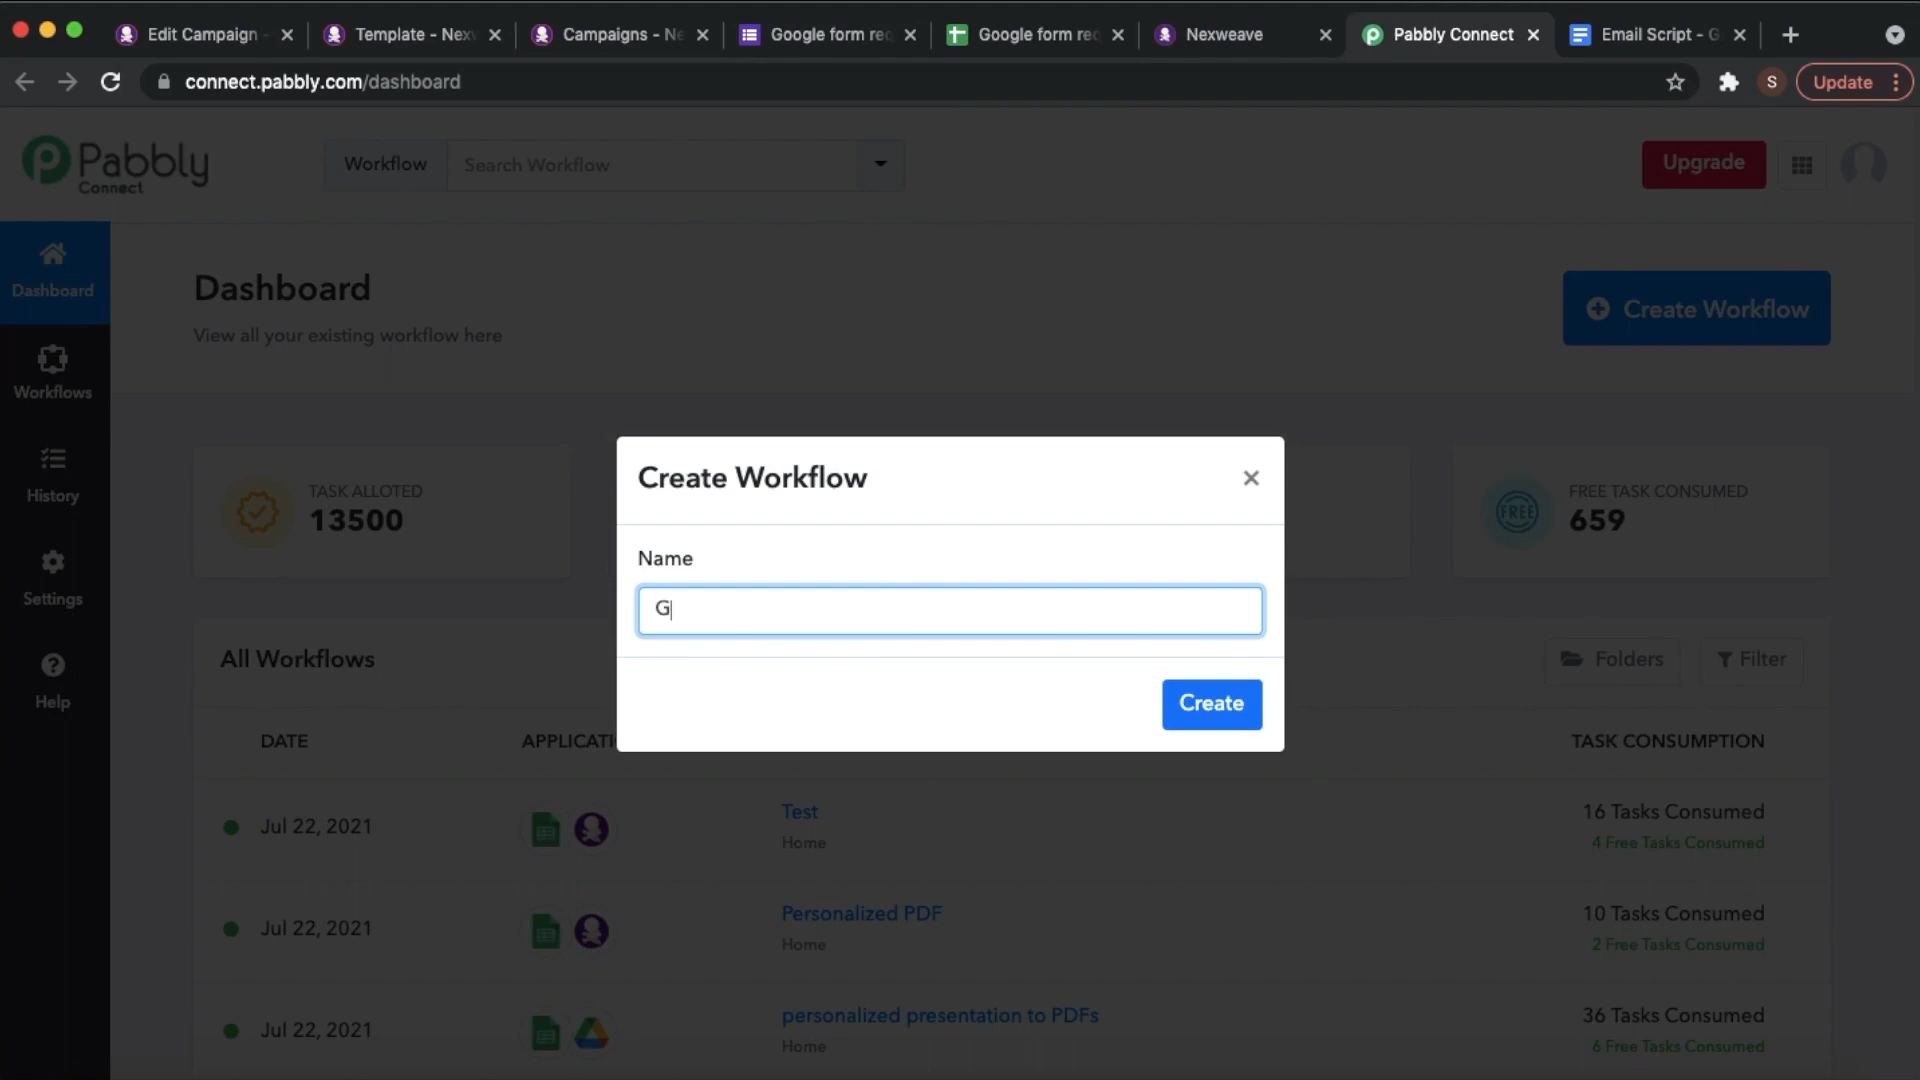 Edit Campaign -
Template - Nexw
Campaigns - Ne
Google form req
Google form req
Nexweave
Pabbly Connect
Email Script - G
connect.pabbly.com/dashboard
S
Update
Pabbly
Connect
Workflow
Search Workflow
Upgrade
Dashboard
Workflows
History
Settings
Help
Dashboard
View all your existing workflow here
Create Workflow
TASK ALLOTED
13500
FREE
FREE TASK CONSUMED
659
Create Workflow
×
Name
G
Create
All Workflows
Folders
Filter
DATE
APPLICATI
TASK CONSUMPTION
Jul 22, 2021
Test
Home
16 Tasks Consumed
4 Free Tasks Consumed
Jul 22, 2021
Personalized PDF
Home
10 Tasks Consumed
2 Free Tasks Consumed
Jul 22, 2021
personalized presentation to PDFs
Home
36 Tasks Consumed
6 Free Tasks Consumed